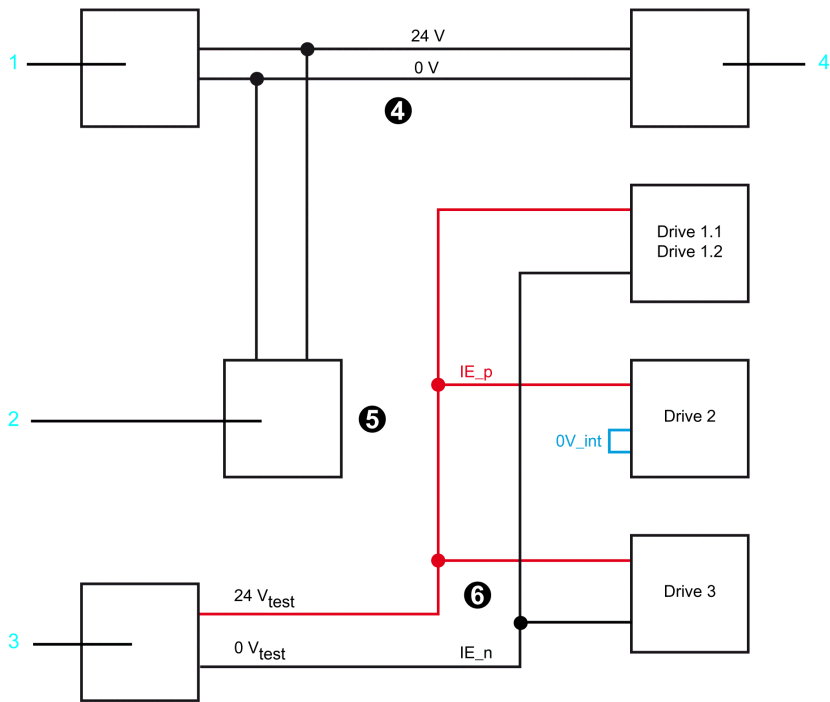 24 V
1
4
0 V
❹
Drive 1.1
Drive 1.2
IE_p
2
❺
Drive 2
0V_int
24 Vtest
❻
Drive 3
3
0 Vtest
IE_n